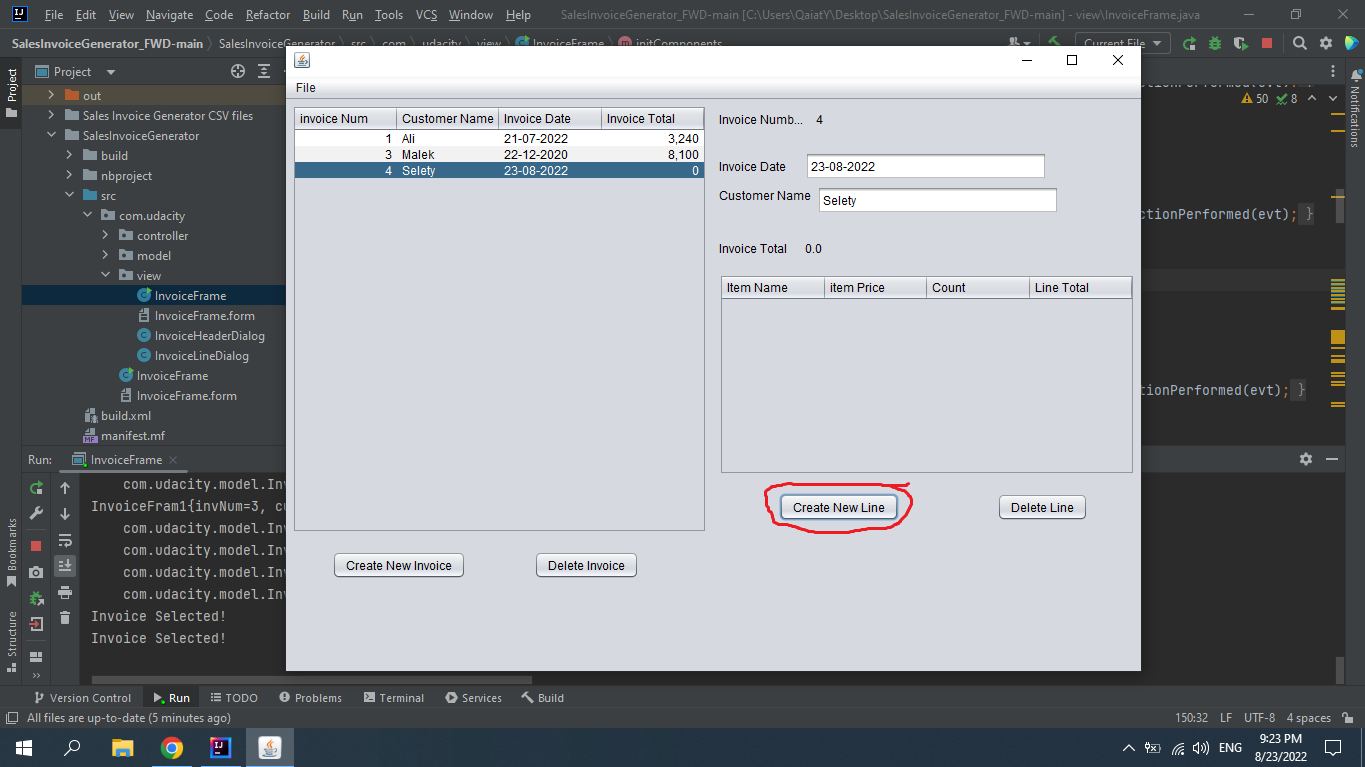 File Edit View Navigate Code Refactor Build Run Tools VCS Window Help SalesInvoiceGenerator_FWD-main [C:\Users\QaiatY\Desktop\SalesInvoiceGenerator_FWD-main] - view\InvoiceFrame.java
SalesInvoiceGenerator_FWD-main SalesInvoiceGenerator src com udacity view InvoiceFrame initComponents Current File
Project
Project
out
Sales Invoice Generator CSV files
SalesInvoiceGenerator
build
nbproject
src
com.udacity
controller
model
view
InvoiceFrame
InvoiceFrame.form
InvoiceHeaderDialog
InvoiceLineDialog
InvoiceFrame
InvoiceFrame.form
build.xml
manifest.mf
File
invoice Num Customer Name Invoice Date Invoice Total
1 Ali 21-07-2022 3,240
3 Malek 22-12-2020 8,100
4 Selety 23-08-2022 0
Create New Invoice Delete Invoice
Invoice Numb... 4
Invoice Date 23-08-2022
Customer Name Selety
Invoice Total 0.0
Item Name item Price Count Line Total
Create New Line Delete Line
50 8
ctionPerformed(evt); }
tionPerformed(evt); }
Notifications
Run: InvoiceFrame
com.udacity.model.Inv
InvoiceFram1{invNum=3, cu
com.udacity.model.Inv
com.udacity.model.Inv
com.udacity.model.Inv
com.udacity.model.Inv
Invoice Selected!
Invoice Selected!
Bookmarks
Structure
Version Control Run TODO Problems Terminal Services Build
All files are up-to-date (5 minutes ago) 150:32 LF UTF-8 4 spaces
ENG 9:23 PM
8/23/2022